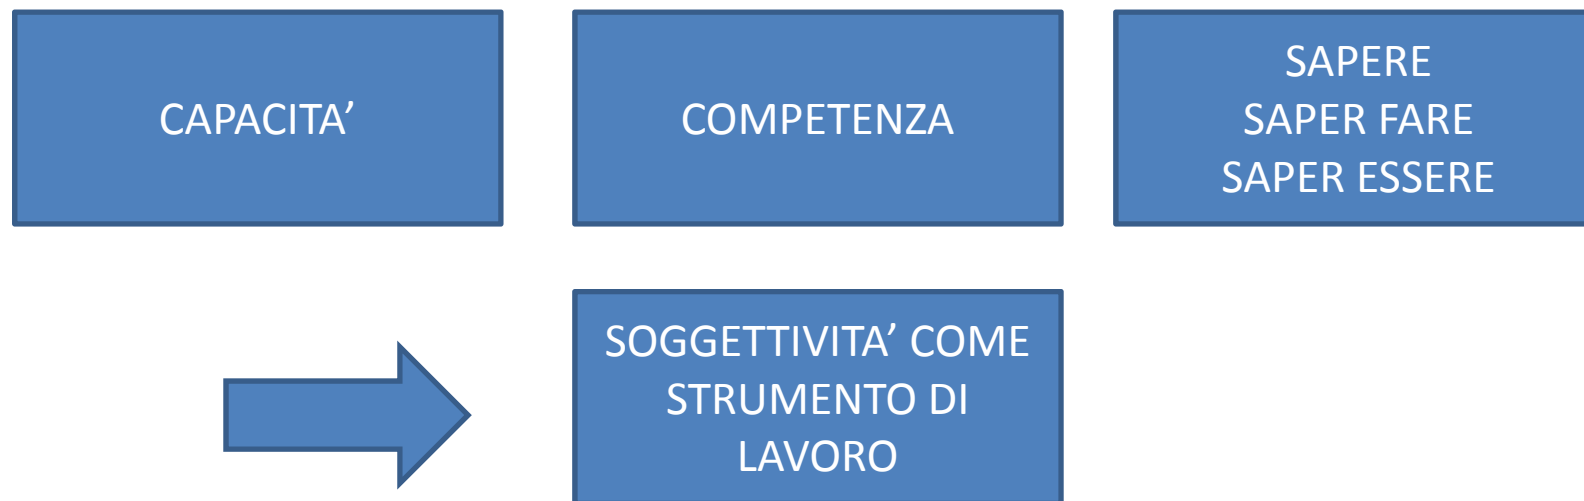 CAPACITA’
COMPETENZA
SAPERE
SAPER FARE
SAPER ESSERE
SOGGETTIVITA’ COME
STRUMENTO DI
LAVORO